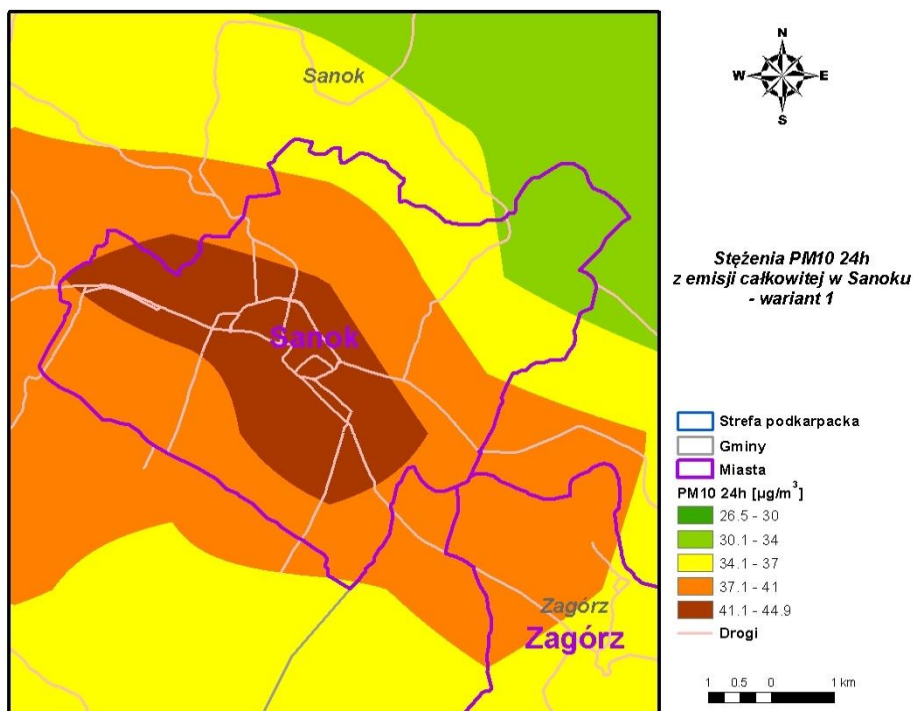 Sanok
Sanok
Zagórz
Zagórz
N
W E
S
Stężenia PM10 24h
z emisji całkowitej w Sanoku
- wariant 1
Strefa podkarpacka
Gminy
Miasta
PM10 24h [µg/m³]
26.5 - 30
30.1 - 34
34.1 - 37
37.1 - 41
41.1 - 44.9
Drogi
1 0.5 0 1 km